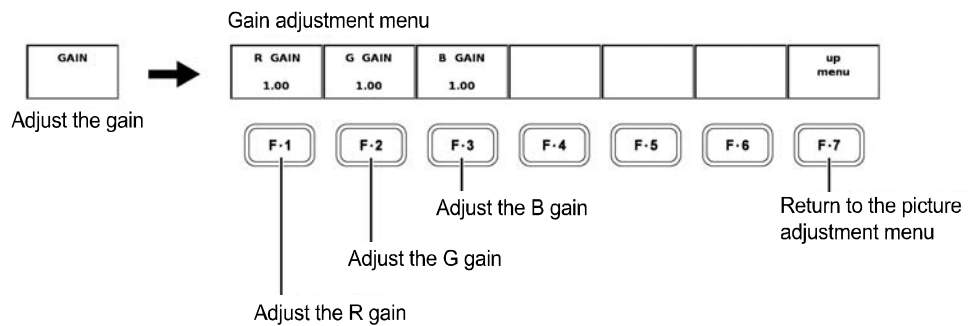 Gain adjustment menu
GAIN
R GAIN
1.00
G GAIN
1.00
B GAIN
1.00
up
menu
Adjust the gain
F·1
F·2
F·3
F·4
F·5
F·6
F·7
Adjust the B gain
Return to the picture
adjustment menu
Adjust the G gain
Adjust the R gain